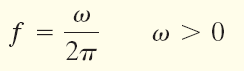 f = ω/2π   ω > 0